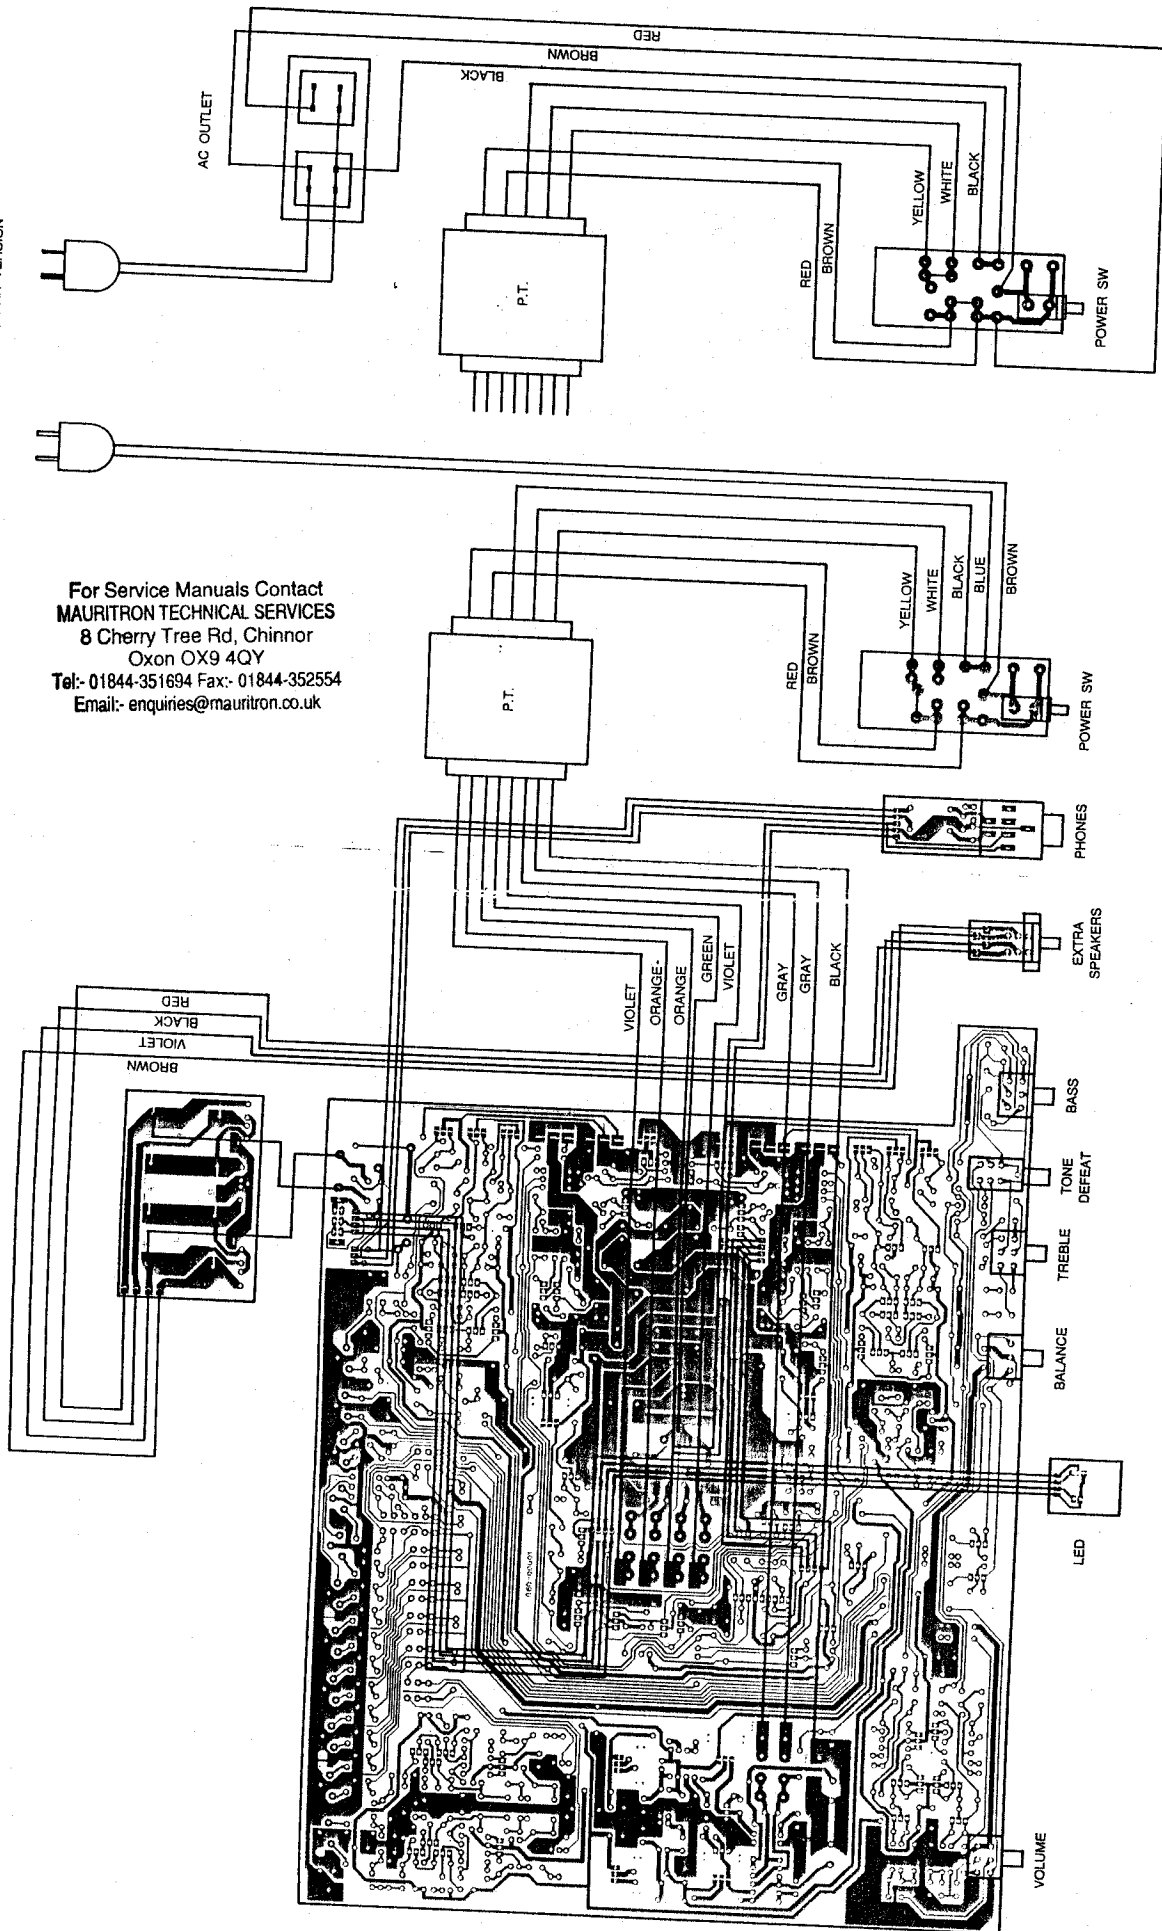 RED
BROWN
BLACK
AC OUTLET
VERSION
P.T.
YELLOW
WHITE
BLACK
RED
BROWN
POWER SW
For Service Manuals Contact
MAURITRON TECHNICAL SERVICES
8 Cherry Tree Rd, Chinnor
Oxon OX9 4QY
Tel:- 01844-351694 Fax:- 01844-352554
Email:- enquiries@mauritron.co.uk
P.T.
YELLOW
WHITE
BLACK
BLUE
BROWN
RED
BROWN
POWER SW
PHONES
EXTRA
SPEAKERS
VIOLET
ORANGE-
ORANGE
GREEN
VIOLET
GRAY
GRAY
BLACK
RED
BLACK
VIOLET
BROWN
BASS
TONE
DEFEAT
TREBLE
BALANCE
LED
VOLUME